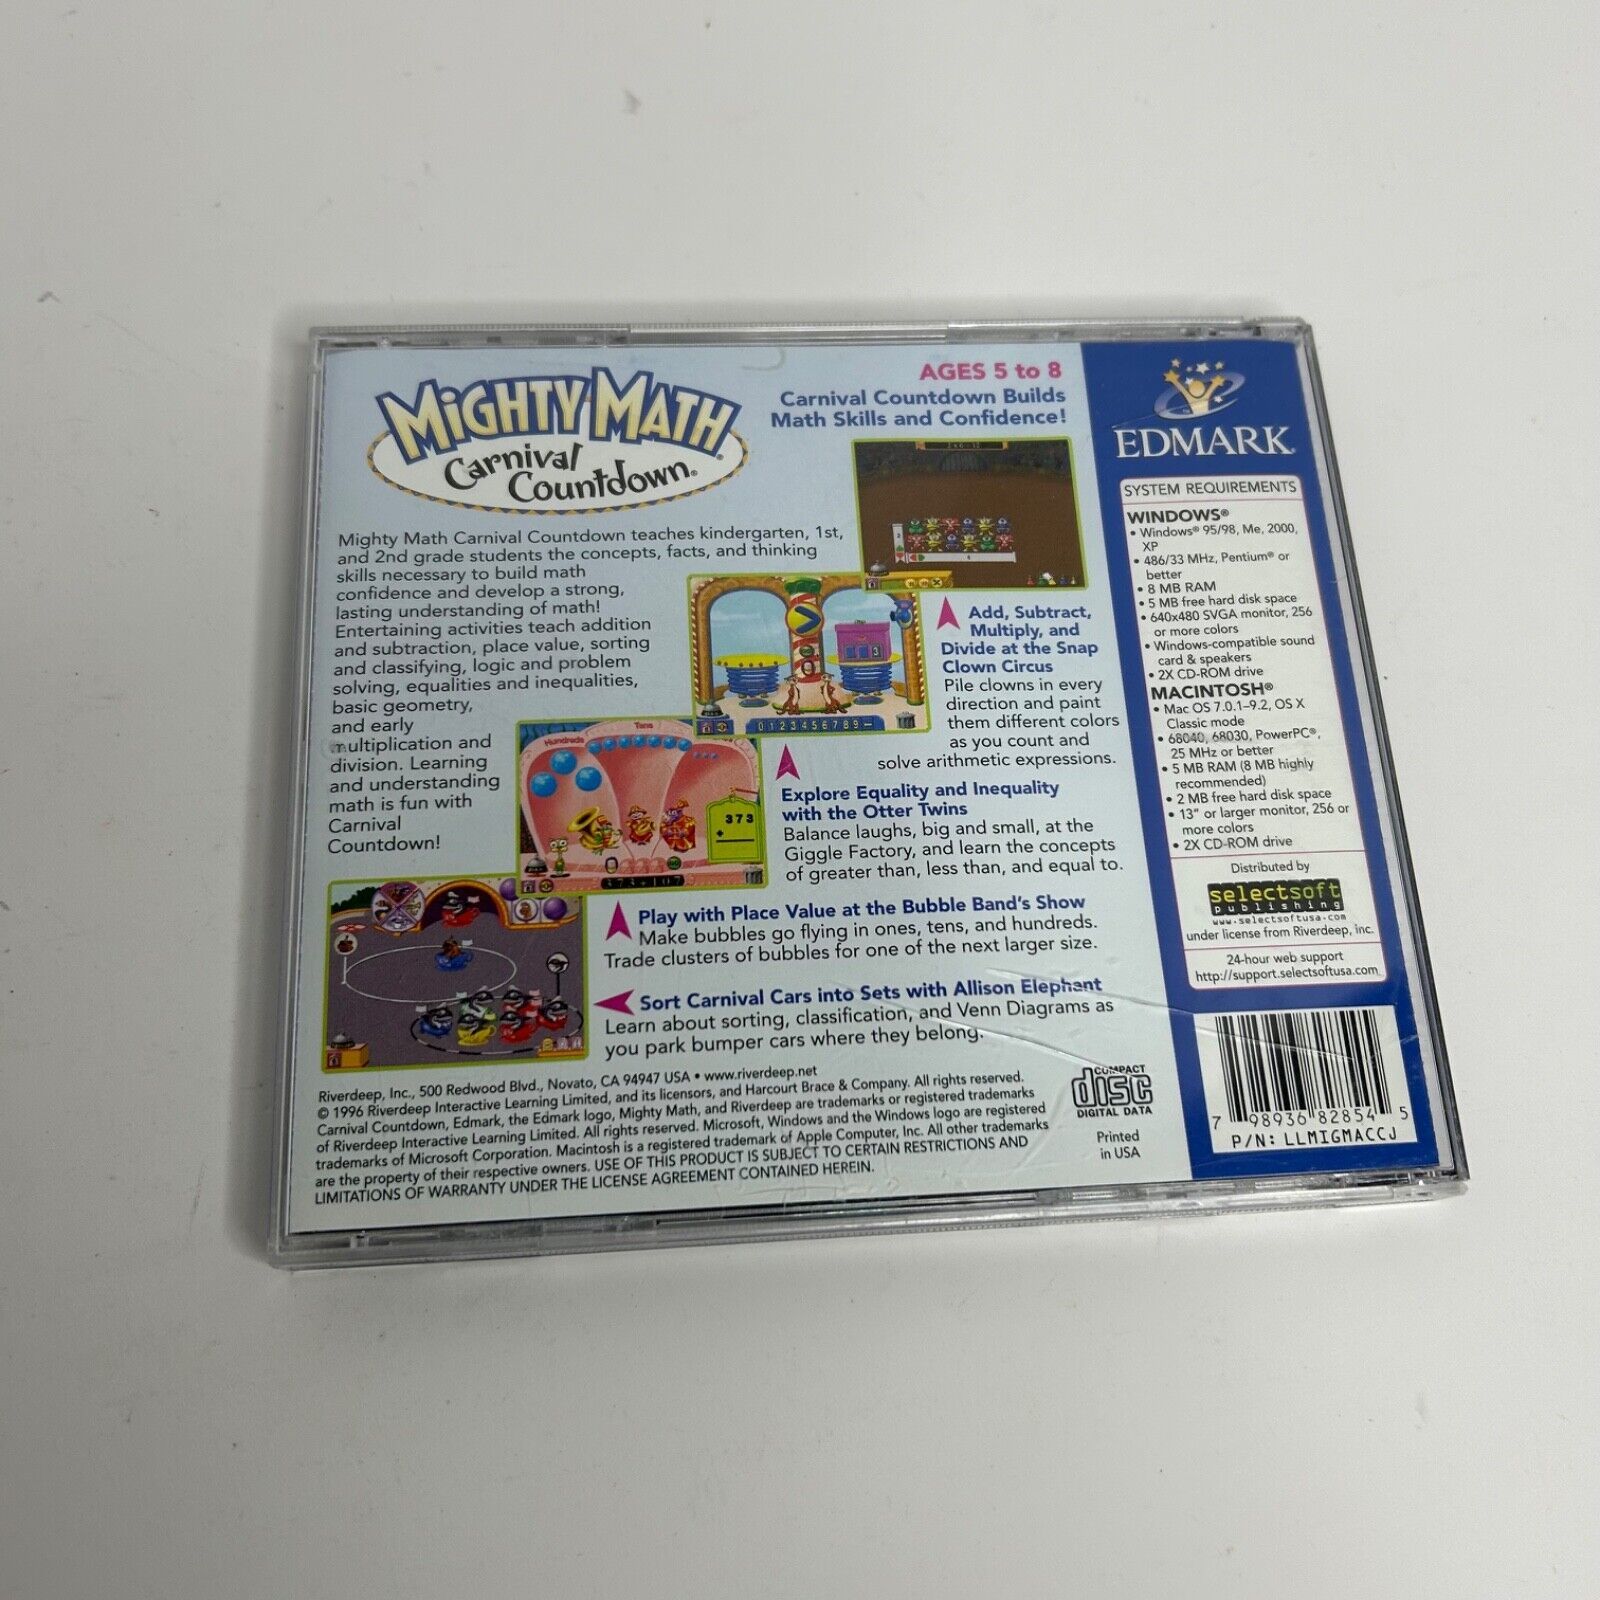 MiGHTY MATH
Carnival
Countdown®
AGES 5 to 8
Carnival Countdown Builds
Math Skills and Confidence!
Mighty Math Carnival Countdown teaches kindergarten, 1st,
and 2nd grade students the concepts, facts, and thinking
skills necessary to build math
confidence and develop a strong,
lasting understanding of math!
Entertaining activities teach addition
and subtraction, place value, sorting
and classifying, logic and problem
solving, equalities and inequalities,
basic geometry,
and early
multiplication and
division. Learning
and understanding
math is fun with
Carnival
Countdown!
Add, Subtract,
Multiply, and
Divide at the Snap
Clown Circus
Pile clowns in every
direction and paint
them different colors
as you count and
solve arithmetic expressions.
3
0 1 2 3 4 5 6 7 8 9
Explore Equality and Inequality
with the Otter Twins
Balance laughs, big and small, at the
Giggle Factory, and learn the concepts
of greater than, less than, and equal to.
Hundreds
Tens
373
+
373+107
Play with Place Value at the Bubble Band's Show
Make bubbles go flying in ones, tens, and hundreds.
Trade clusters of bubbles for one of the next larger size.
Sort Carnival Cars into Sets with Allison Elephant
Learn about sorting, classification, and Venn Diagrams as
you park bumper cars where they belong.
Riverdeep, Inc., 500 Redwood Blvd., Novato, CA 94947 USA • www.riverdeep.net
© 1996 Riverdeep Interactive Learning Limited, and its licensors, and Harcourt Brace & Company. All rights reserved.
Carnival Countdown, Edmark, the Edmark logo, Mighty Math, and Riverdeep are trademarks or registered trademarks
of Riverdeep Interactive Learning Limited. All rights reserved. Microsoft, Windows and the Windows logo are registered
trademarks of Microsoft Corporation. Macintosh is a registered trademark of Apple Computer, Inc. All other trademarks
are the property of their respective owners. USE OF THIS PRODUCT IS SUBJECT TO CERTAIN RESTRICTIONS AND
LIMITATIONS OF WARRANTY UNDER THE LICENSE AGREEMENT CONTAINED HEREIN.
COMPACT
disc
DIGITAL DATA
Printed
in USA
EDMARK®
SYSTEM REQUIREMENTS
WINDOWS®
• Windows® 95/98, Me, 2000,
XP
• 486/33 MHz, Pentium® or
better
• 8 MB RAM
• 5 MB free hard disk space
• 640x480 SVGA monitor, 256
or more colors
• Windows-compatible sound
card & speakers
• 2X CD-ROM drive
MACINTOSH®
• Mac OS 7.0.1–9.2, OS X
Classic mode
• 68040, 68030, PowerPC®,
25 MHz or better
• 5 MB RAM (8 MB highly
recommended)
• 2 MB free hard disk space
• 13" or larger monitor, 256 or
more colors
• 2X CD-ROM drive
Distributed by
selectsoft
publishing
www.selectsoftusa.com
under license from Riverdeep, Inc.
24-hour web support
http://support.selectsoftusa.com
7 98936 82854 5
P/N: LLMIGMACCJ